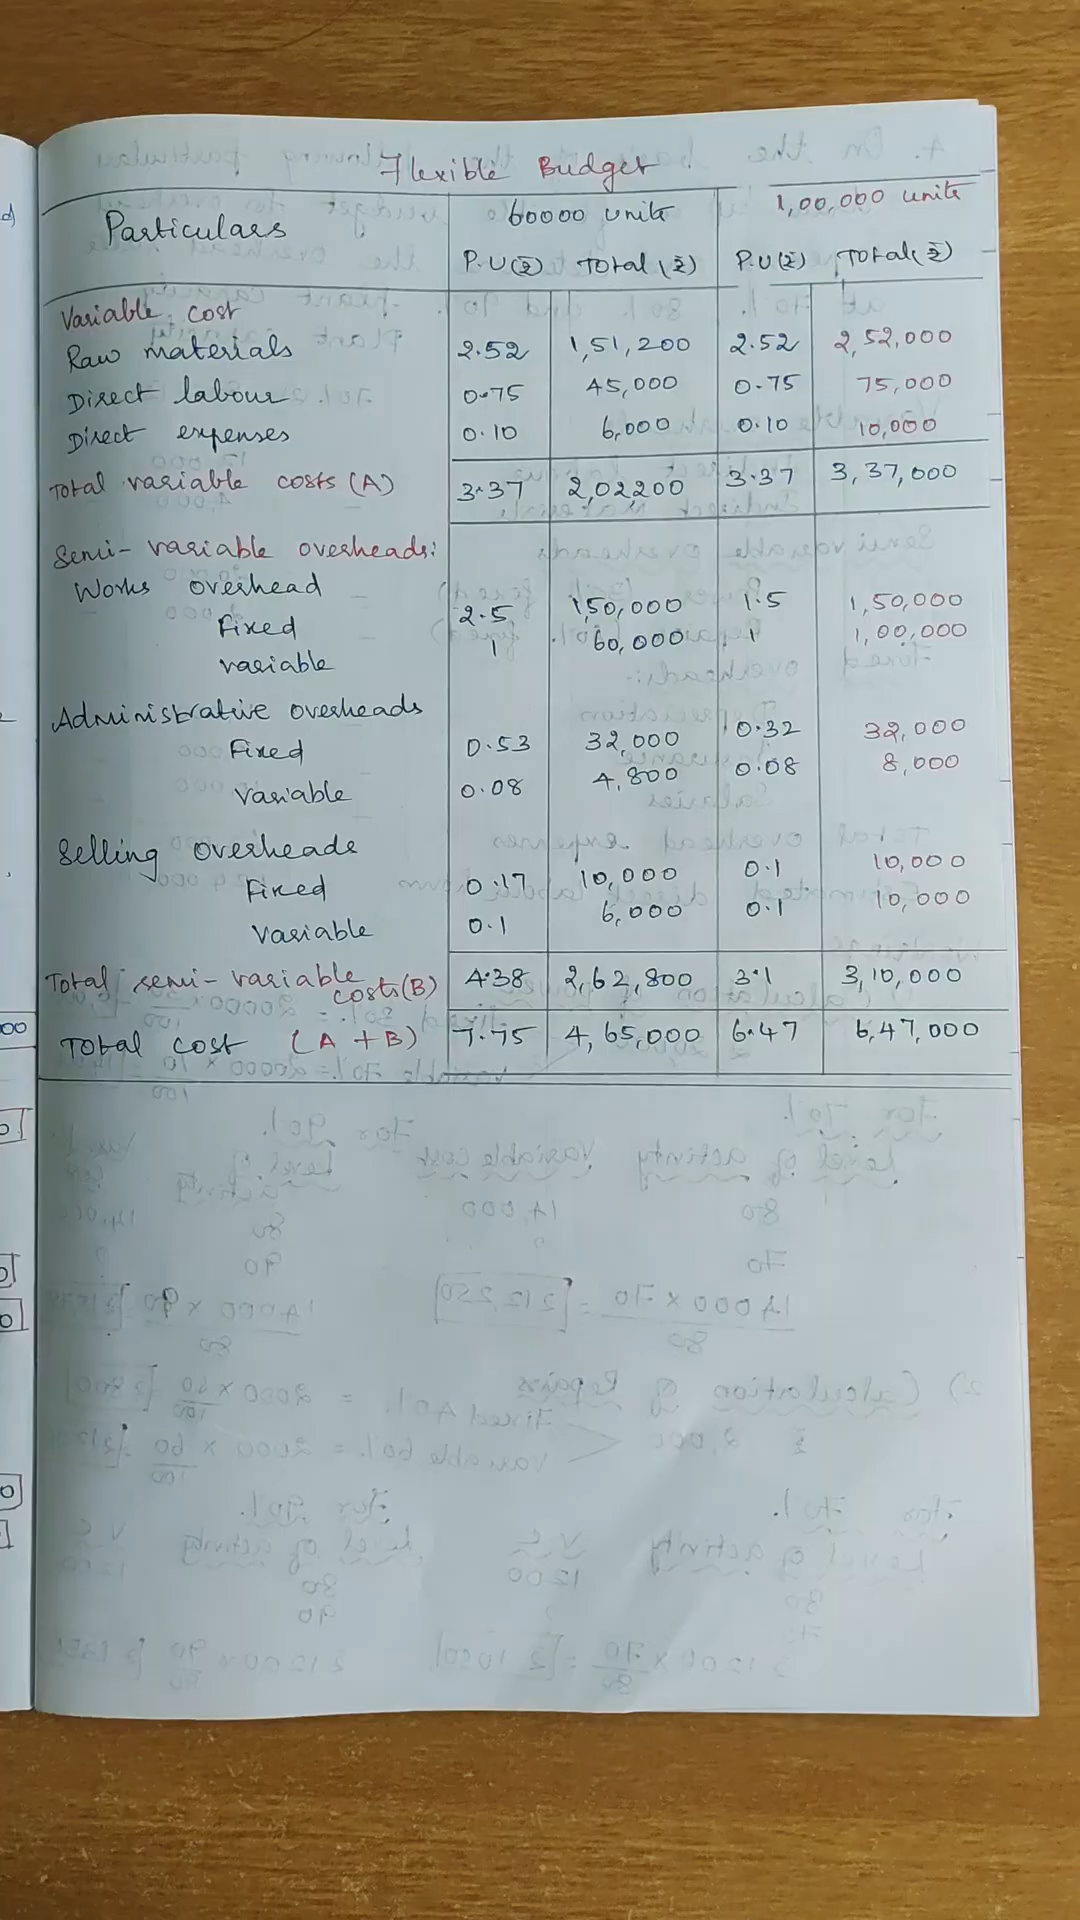 Flexible Budget
Particulars 60000 units 1,00,000 units
P.U(₹) Total (₹) P.U(₹) Total(₹)
Variable cost
Raw materials 2.52 1,51,200 2.52 2,52,000
Direct labour 0.75 45,000 0.75 75,000
Direct expenses 0.10 6,000 0.10 10,000
Total variable costs (A) 3.37 2,02200 3.37 3,37,000
Semi-variable overheads:
Works overhead
Fixed 2.5 1,50,000 1.5 1,50,000
variable 1 60,000 1 1,00,000
Administrative overheads
Fixed 0.53 32,000 0.32 32,000
Variable 0.08 4,800 0.08 8,000
Selling overheads
Fixed 0.17 10,000 0.1 10,000
Variable 0.1 6,000 0.1 10,000
Total semi-variable costs(B) 4.38 2,62,800 3.1 3,10,000
Total cost (A+B) 7.75 4,65,000 6.47 6,47,000